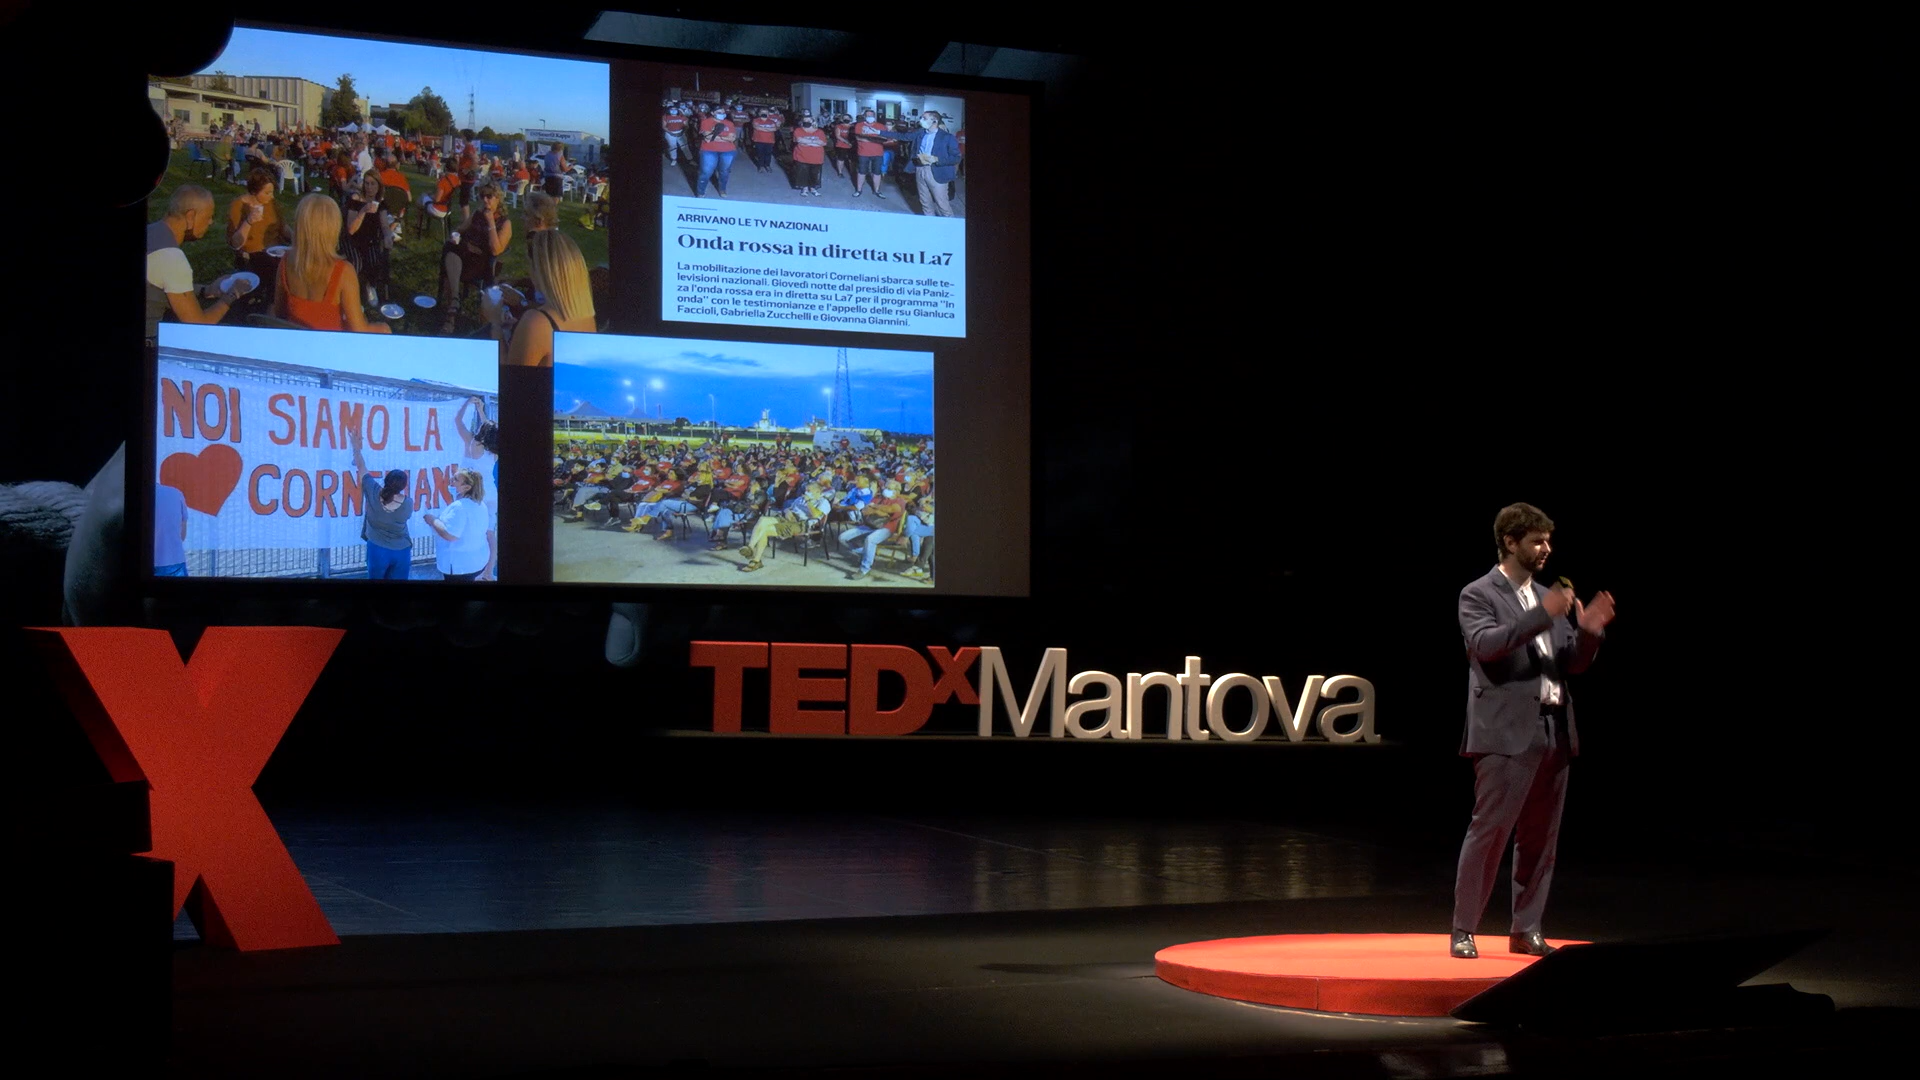 ARRIVANO LE TV NAZIONALI
Onda rossa in diretta su La7
La mobilitazione dei lavoratori Corneliani sbarca sulle te-
levisioni nazionali. Giovedì notte dal presidio di via Paniz-
za l'onda rossa era in diretta su La7 per il programma "In
onda" con le testimonianze e l'appello delle rsu Gianluca
Faccioli, Gabriella Zucchelli e Giovanna Giannini.
NOI SIAMO LA
CORNELIANI
X
TEDxMantova